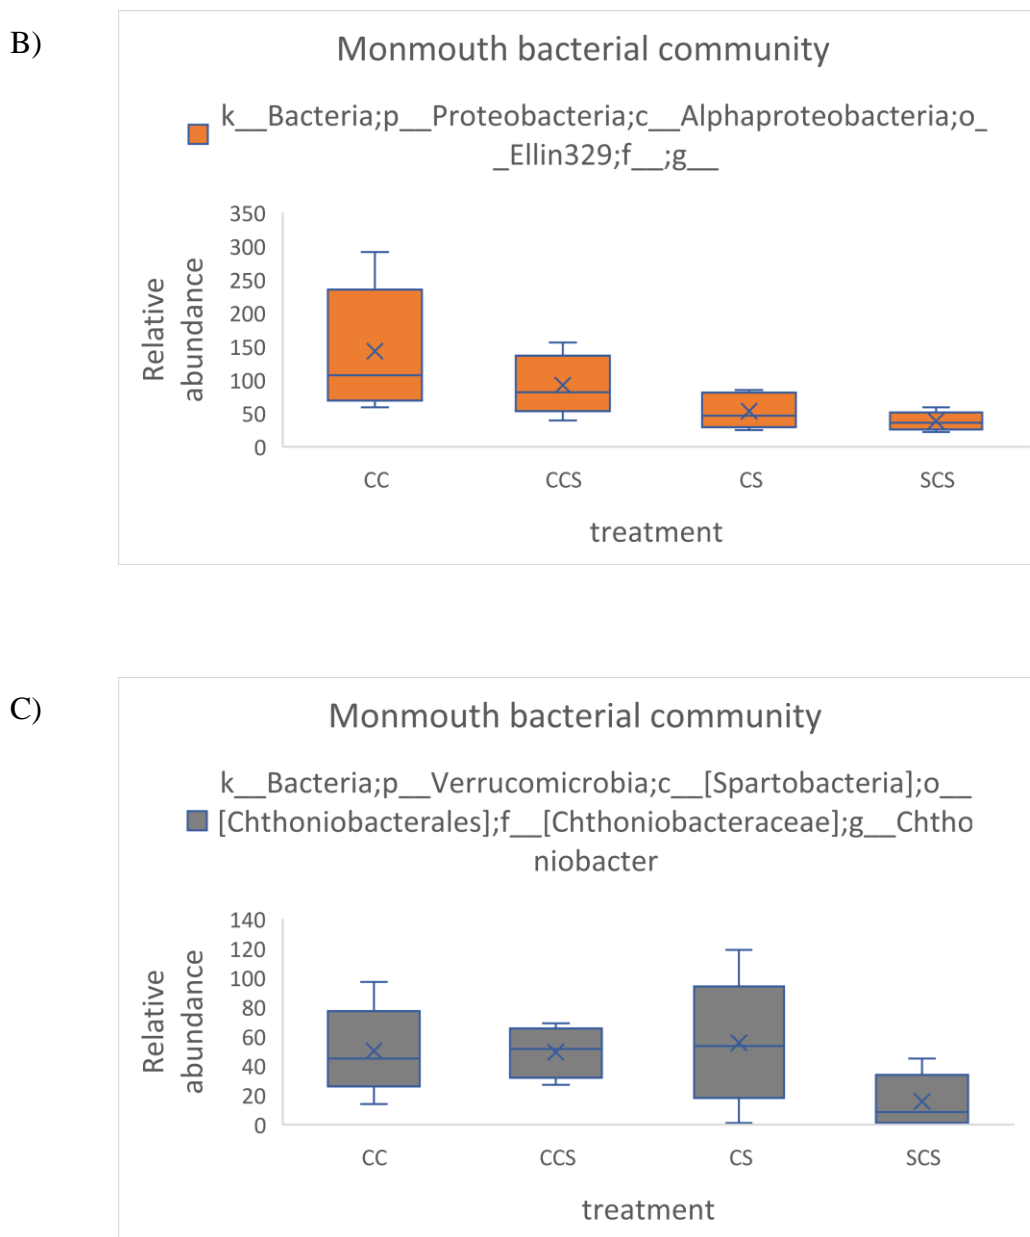 B)
Monmouth bacterial community
k__Bacteria;p__Proteobacteria;c__Alphaproteobacteria;o_
_Ellin329;f__;g__
350
300
250
200
150
100
50
0
Relative
abundance
CC CCS CS SCS
treatment
C)
Monmouth bacterial community
k__Bacteria;p__Verrucomicrobia;c__[Spartobacteria];o__
[Chthoniobacterales];f__[Chthoniobacteraceae];g__Chtho
niobacter
140
120
100
80
60
40
20
0
Relative
abundance
CC CCS CS SCS
treatment